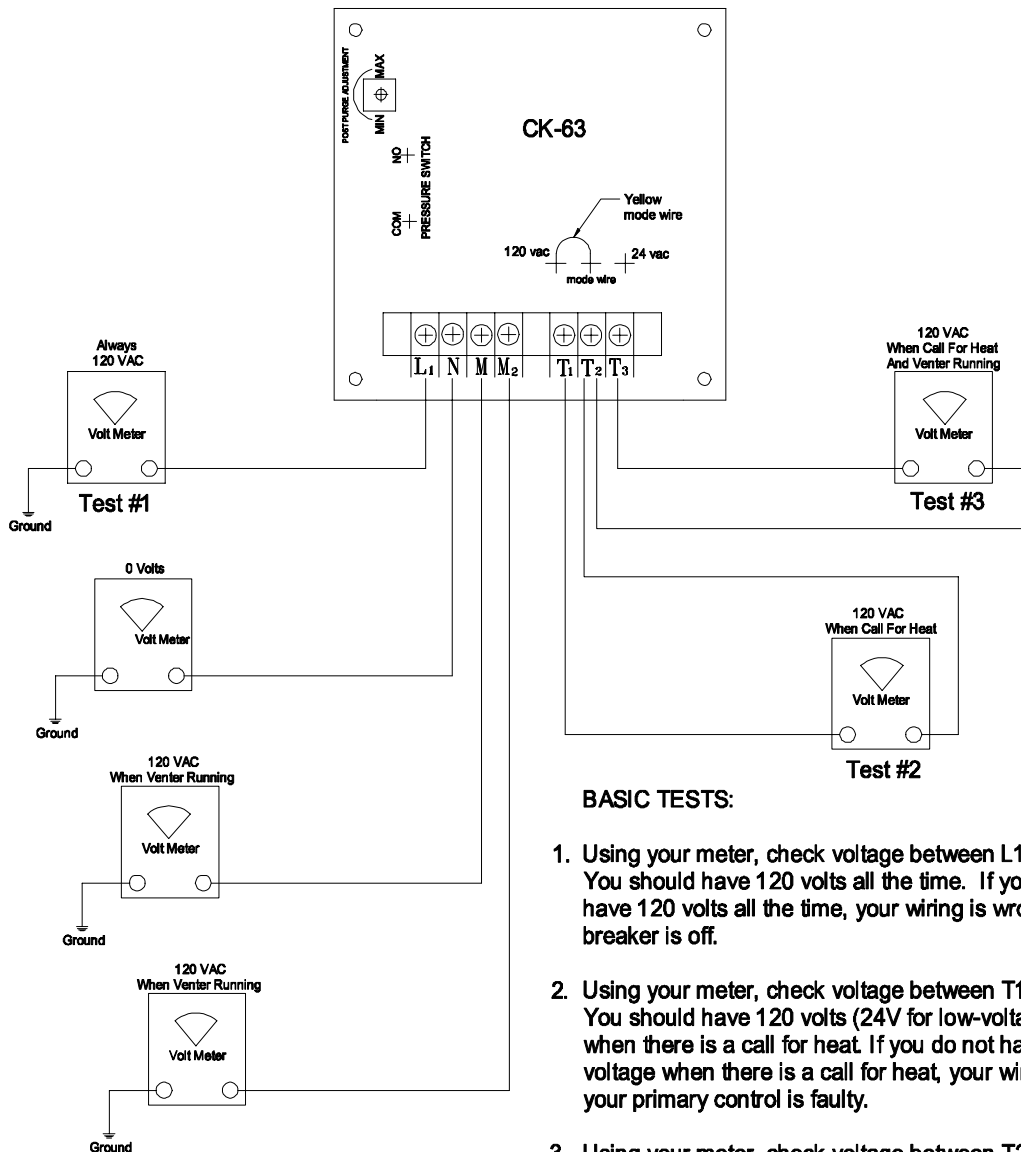 POST PURGE ADJUSTMENT
MAX
MIN
CK-63
NO
COM
PRESSURE SWITCH
Yellow
mode wire
120 vac
24 vac
mode wire
L1 N M M2 T1 T2 T3
Always
120 VAC
Volt Meter
Ground
Test #1
0 Volts
Volt Meter
Ground
120 VAC
When Venter Running
Volt Meter
Ground
120 VAC
When Venter Running
Volt Meter
Ground
120 VAC
When Call For Heat
And Venter Running
Volt Meter
Test #3
120 VAC
When Call For Heat
Volt Meter
Test #2
BASIC TESTS:
1. Using your meter, check voltage between L1
You should have 120 volts all the time. If yo
have 120 volts all the time, your wiring is wro
breaker is off.
2. Using your meter, check voltage between T1
You should have 120 volts (24V for low-volta
when there is a call for heat. If you do not ha
voltage when there is a call for heat, your wi
your primary control is faulty.
3. Using your meter, check voltage between T2